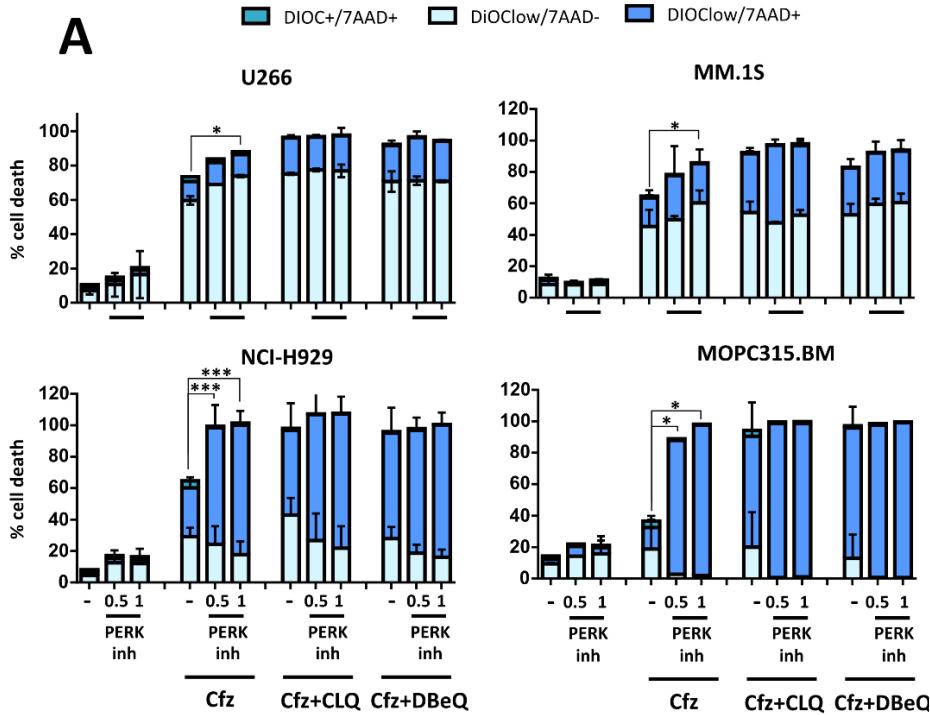 DIOC+/7AAD+ DiOClow/7AAD- DIOClow/7AAD+
A
U266
MM.1S
% cell death
100
80
60
40
20
0
*
120
100
80
60
40
20
0
*
NCI-H929
MOPC315.BM
% cell death
120
100
80
60
40
20
0
***
***
120
100
80
60
40
20
0
*
*
- 0.5 1 - 0.5 1 - 0.5 1 - 0.5 1
PERK PERK PERK PERK
inh inh inh inh
Cfz Cfz+CLQ Cfz+DBeQ
- 0.5 1 - 0.5 1 - 0.5 1 - 0.5 1
PERK PERK PERK PERK
inh inh inh inh
Cfz Cfz+CLQ Cfz+DBeQ